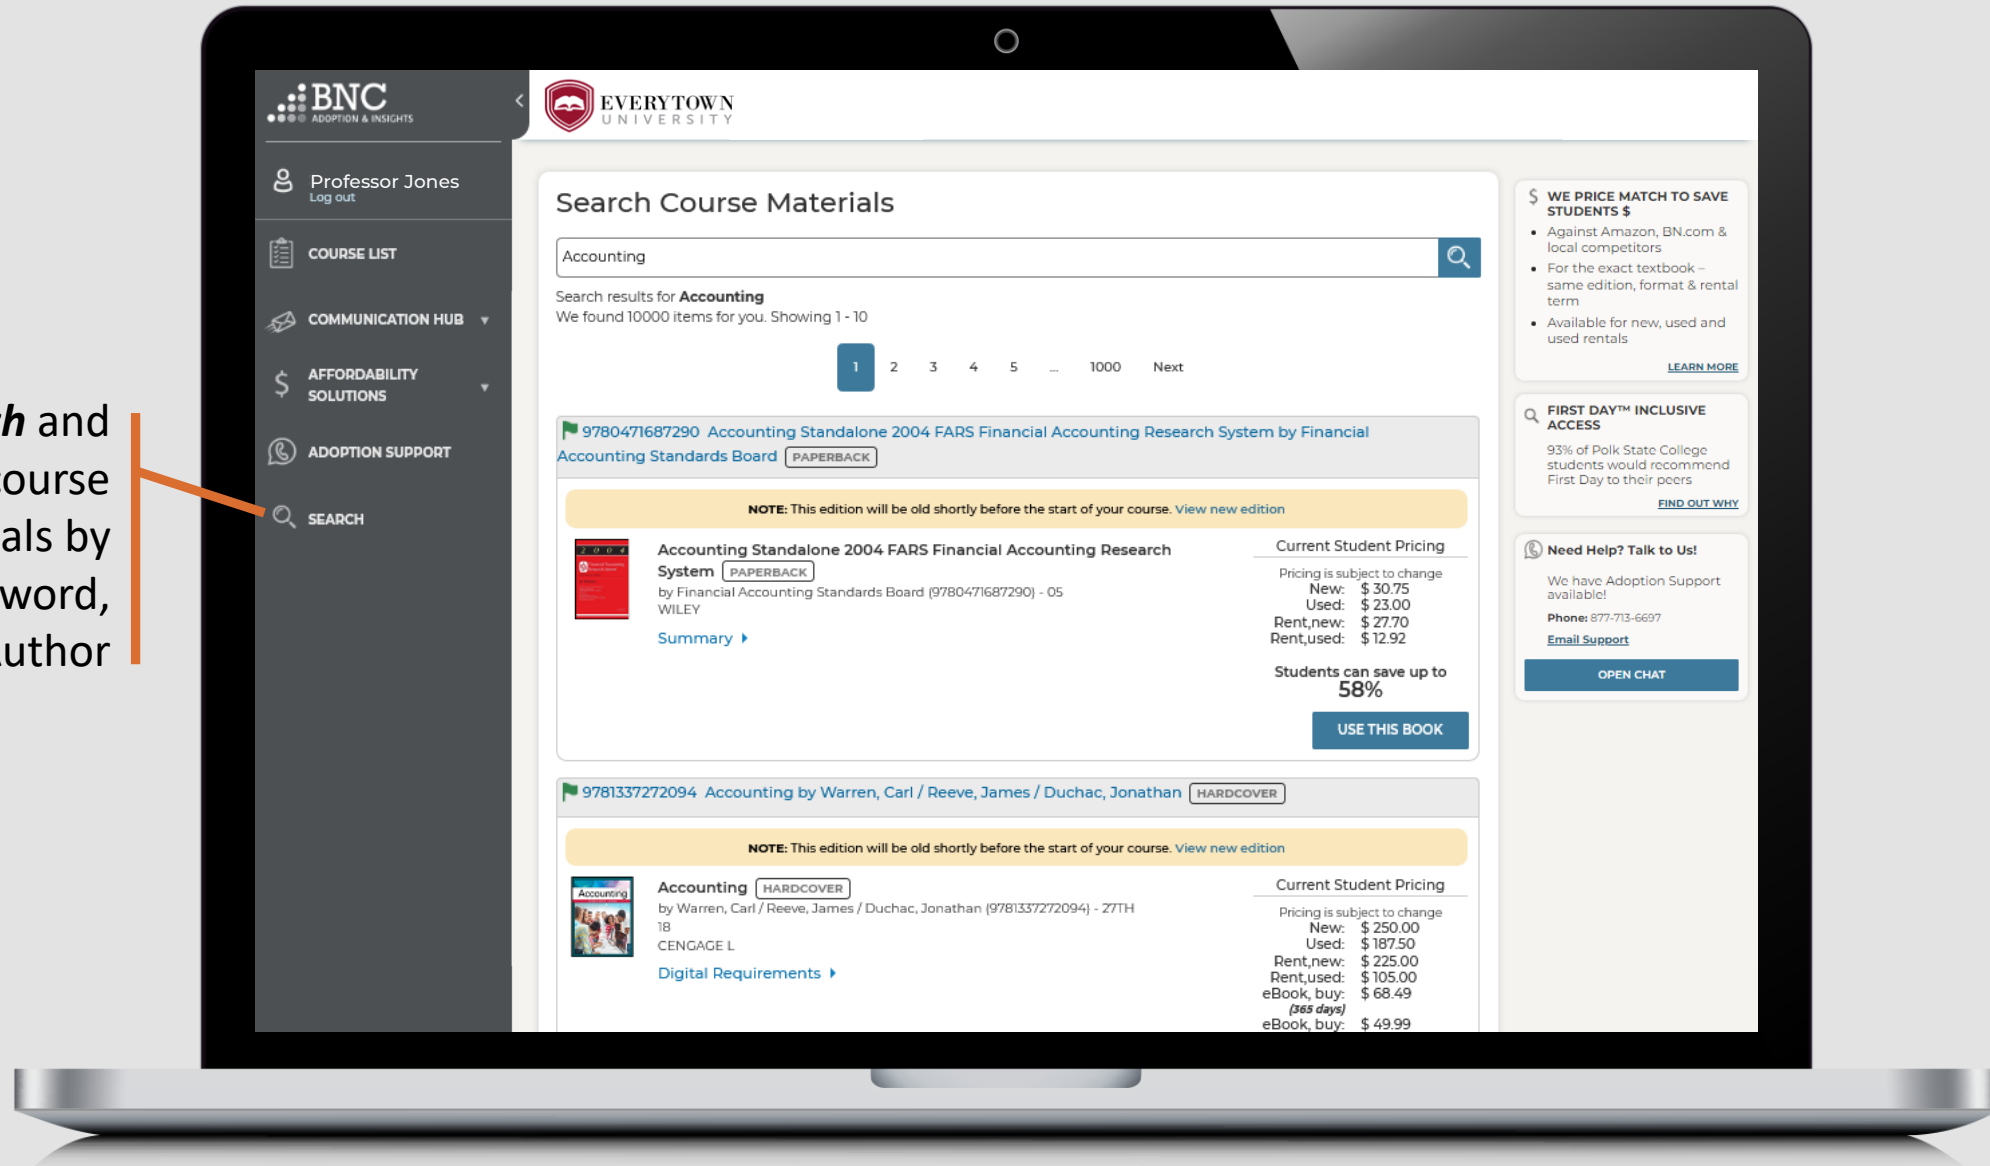 h and
ourse
als by
word,
uthor
BNC
ADOPTION & INSIGHTS
Professor Jones
Log out
COURSE LIST
COMMUNICATION HUB
AFFORDABILITY
SOLUTIONS
ADOPTION SUPPORT
SEARCH
EVERYTOWN
UNIVERSITY
Search Course Materials
Accounting
Search results for Accounting
We found 10000 items for you. Showing 1 - 10
1 2 3 4 5 ... 1000 Next
9780471687290 Accounting Standalone 2004 FARS Financial Accounting Research System by Financial
Accounting Standards Board PAPERBACK
NOTE: This edition will be old shortly before the start of your course. View new edition
2004
Accounting Standalone 2004 FARS Financial Accounting Research
System PAPERBACK
by Financial Accounting Standards Board (9780471687290) - 05
WILEY
Summary
Current Student Pricing
Pricing is subject to change
New: $ 30.75
Used: $ 23.00
Rent,new: $ 27.70
Rent,used: $ 12.92
Students can save up to
58%
USE THIS BOOK
9781337272094 Accounting by Warren, Carl / Reeve, James / Duchac, Jonathan HARDCOVER
NOTE: This edition will be old shortly before the start of your course. View new edition
Accounting
Accounting HARDCOVER
by Warren, Carl / Reeve, James / Duchac, Jonathan (9781337272094) - 27TH
18
CENGAGE L
Digital Requirements
Current Student Pricing
Pricing is subject to change
New: $ 250.00
Used: $ 187.50
Rent,new: $ 225.00
Rent,used: $ 105.00
eBook, buy: $ 68.49
(365 days)
eBook, buy: $ 49.99
$ WE PRICE MATCH TO SAVE
STUDENTS $
• Against Amazon, BN.com &
local competitors
• For the exact textbook –
same edition, format & rental
term
• Available for new, used and
used rentals
LEARN MORE
FIRST DAY™ INCLUSIVE
ACCESS
93% of Polk State College
students would recommend
First Day to their peers
FIND OUT WHY
Need Help? Talk to Us!
We have Adoption Support
available!
Phone: 877-713-6697
Email Support
OPEN CHAT